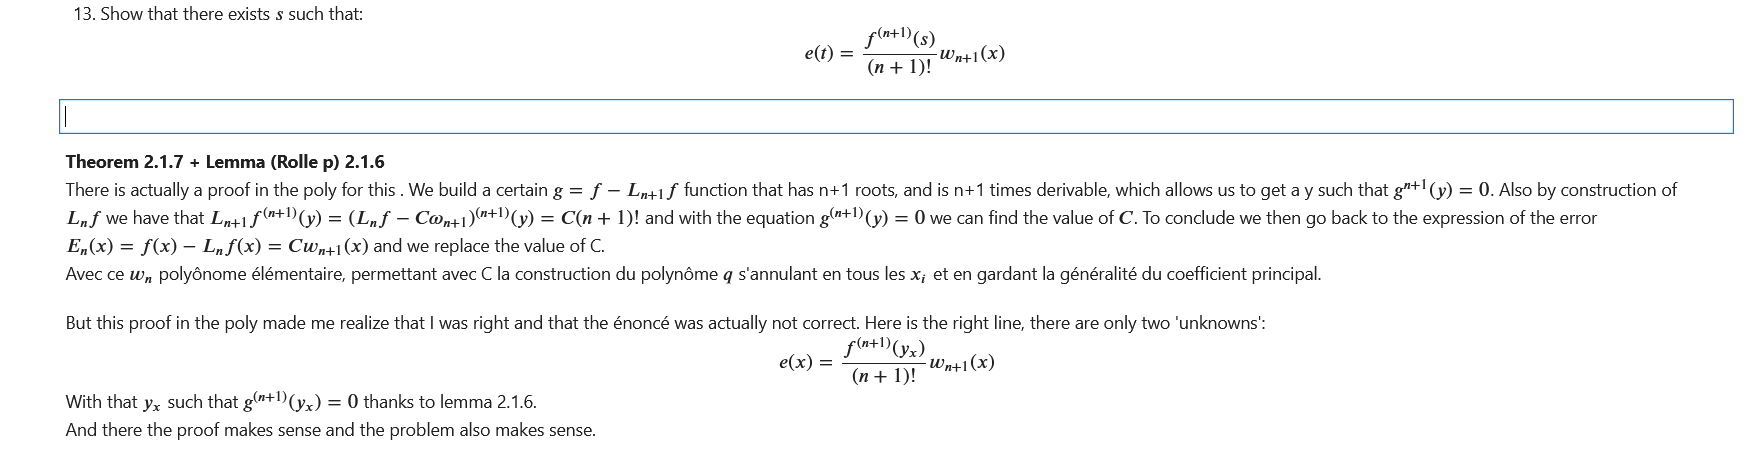 13. Show that there exists s such that:
e(t) = \frac{f^{(n+1)}(s)}{(n + 1)!} w_{n+1}(x)
Theorem 2.1.7 + Lemma (Rolle p) 2.1.6
There is actually a proof in the poly for this . We build a certain g = f − L_{n+1} f function that has n+1 roots, and is n+1 times derivable, which allows us to get a y such that g^{n+1}(y) = 0. Also by construction of
L_n f we have that L_{n+1} f^{(n+1)}(y) = (L_n f − Cω_{n+1})^{(n+1)}(y) = C(n + 1)! and with the equation g^{(n+1)}(y) = 0 we can find the value of C. To conclude we then go back to the expression of the error
E_n(x) = f(x) − L_n f(x) = Cw_{n+1}(x) and we replace the value of C.
Avec ce w_n polyônome élémentaire, permettant avec C la construction du polynôme q s'annulant en tous les x_i et en gardant la généralité du coefficient principal.
But this proof in the poly made me realize that I was right and that the énoncé was actually not correct. Here is the right line, there are only two 'unknowns':
e(x) = \frac{f^{(n+1)}(y_x)}{(n + 1)!} w_{n+1}(x)
With that y_x such that g^{(n+1)}(y_x) = 0 thanks to lemma 2.1.6.
And there the proof makes sense and the problem also makes sense.